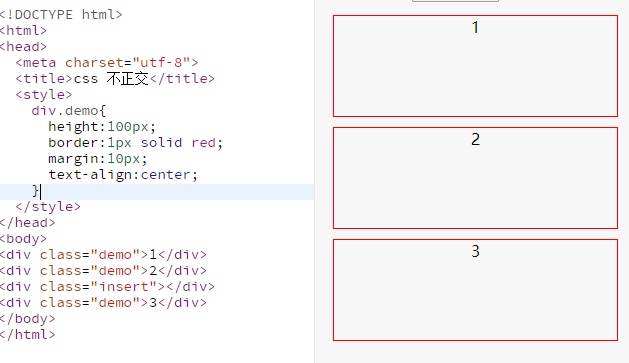 <!DOCTYPE html>
<html>
<head>
<meta charset="utf-8">
<title>css 不正交</title>
<style>
div.demo{
height:100px;
border:1px solid red;
margin:10px;
text-align:center;
}
</style>
</head>
<body>
<div class="demo">1</div>
<div class="demo">2</div>
<div class="insert"></div>
<div class="demo">3</div>
</body>
</html>
1
2
3